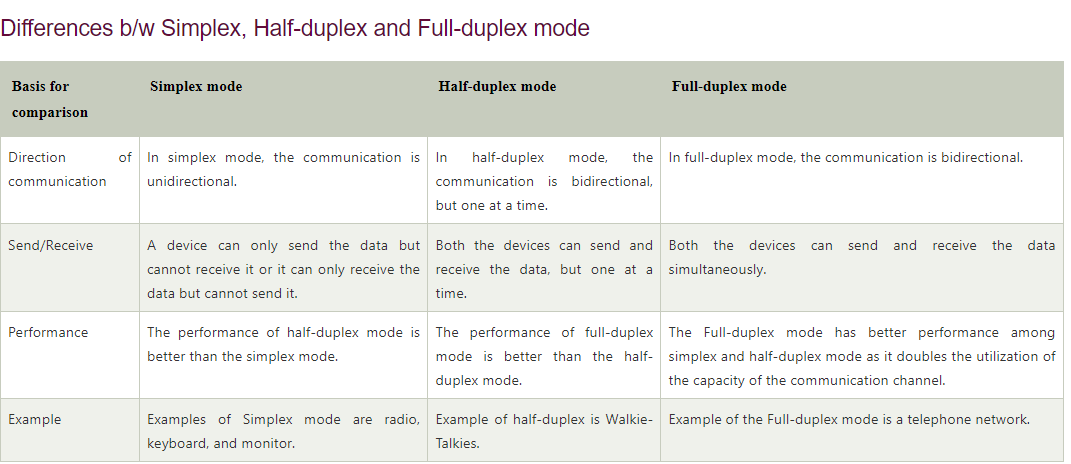 Differences b/w Simplex, Half-duplex and Full-duplex mode
Basis for
comparison
Simplex mode
Half-duplex mode
Full-duplex mode
Direction of
communication
In simplex mode, the communication is
unidirectional.
In half-duplex mode, the
communication is bidirectional,
but one at a time.
In full-duplex mode, the communication is bidirectional.
Send/Receive
A device can only send the data but
cannot receive it or it can only receive the
data but cannot send it.
Both the devices can send and
receive the data, but one at a
time.
Both the devices can send and receive the data
simultaneously.
Performance
The performance of half-duplex mode is
better than the simplex mode.
The performance of full-duplex
mode is better than the half-
duplex mode.
The Full-duplex mode has better performance among
simplex and half-duplex mode as it doubles the utilization of
the capacity of the communication channel.
Example
Examples of Simplex mode are radio,
keyboard, and monitor.
Example of half-duplex is Walkie-
Talkies.
Example of the Full-duplex mode is a telephone network.